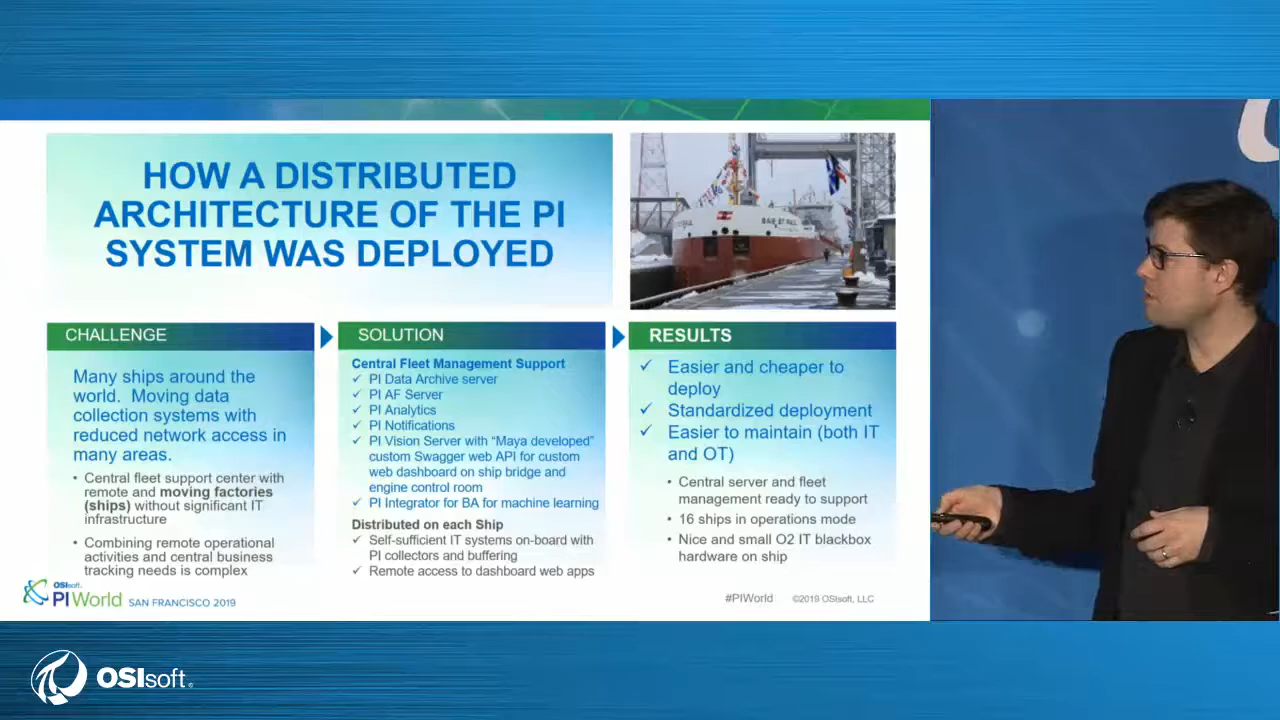 HOW A DISTRIBUTED
ARCHITECTURE OF THE PI
SYSTEM WAS DEPLOYED
CHALLENGE
Many ships around the
world. Moving data
collection systems with
reduced network access in
many areas.
• Central fleet support center with
remote and moving factories
(ships) without significant IT
infrastructure
• Combining remote operational
activities and central business
tracking needs is complex
SOLUTION
Central Fleet Management Support
✓ PI Data Archive server
✓ PI AF Server
✓ PI Analytics
✓ PI Notifications
✓ PI Vision Server with “Maya developed”
custom Swagger web API for custom
web dashboard on ship bridge and
engine control room
✓ PI Integrator for BA for machine learning
Distributed on each Ship
✓ Self-sufficient IT systems on-board with
PI collectors and buffering
✓ Remote access to dashboard web apps
RESULTS
✓ Easier and cheaper to
deploy
✓ Standardized deployment
✓ Easier to maintain (both IT
and OT)
• Central server and fleet
management ready to support
• 16 ships in operations mode
• Nice and small O2 IT blackbox
hardware on ship
OSIsoft.
PI World SAN FRANCISCO 2019
#PIWorld ©2019 OSIsoft, LLC
OSIsoft.